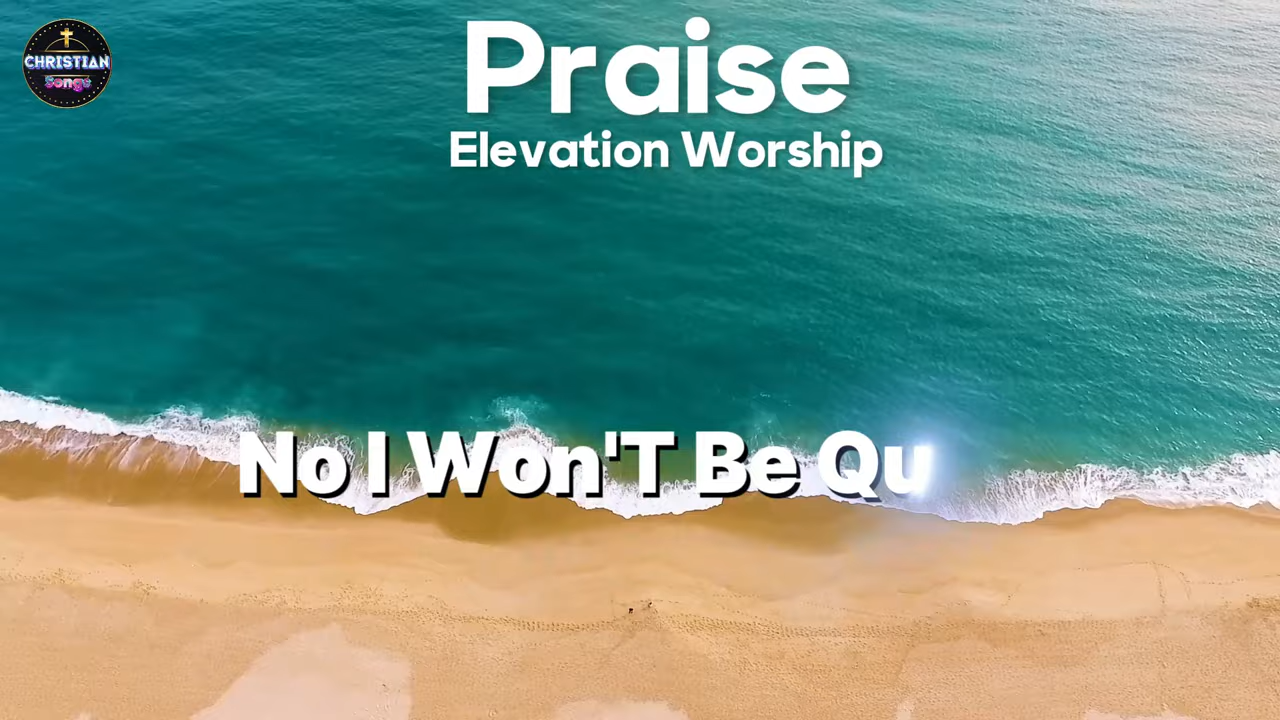 CHRISTIAN
Songs
Praise
Elevation Worship
No I Won'T Be Qu